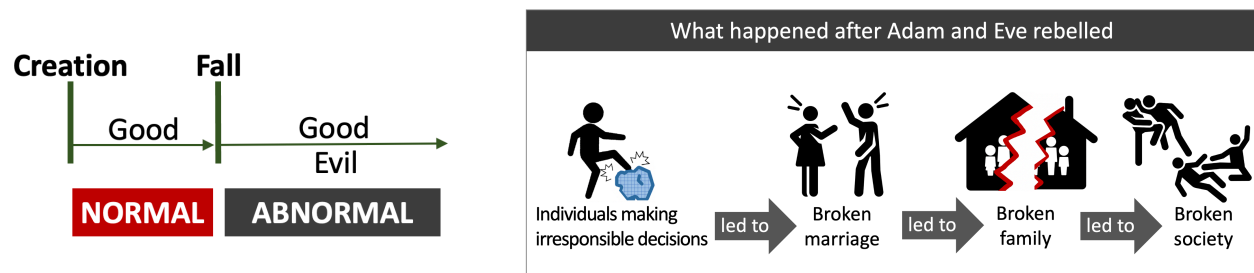 Creation
Fall
Good
Good
Evil
NORMAL
ABNORMAL
What happened after Adam and Eve rebelled
Individuals making
irresponsible decisions
led to
Broken
marriage
led to
Broken
family
led to
Broken
society